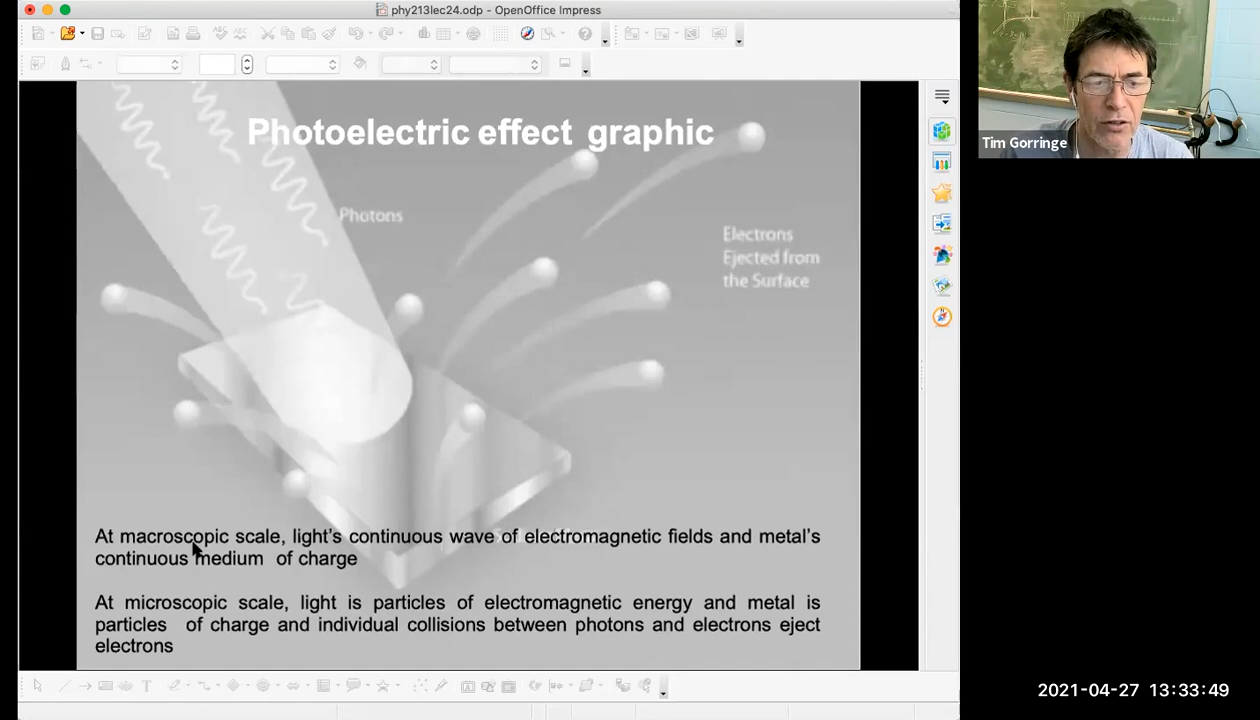 phy213lec24.odp - OpenOffice Impress
Photoelectric effect graphic
Photons
Electrons
Ejected from
the Surface
At macroscopic scale, light's continuous wave of electromagnetic fields and metal's
continuous medium of charge
At microscopic scale, light is particles of electromagnetic energy and metal is
particles of charge and individual collisions between photons and electrons eject
electrons
Tim Gorringe
2021-04-27 13:33:49